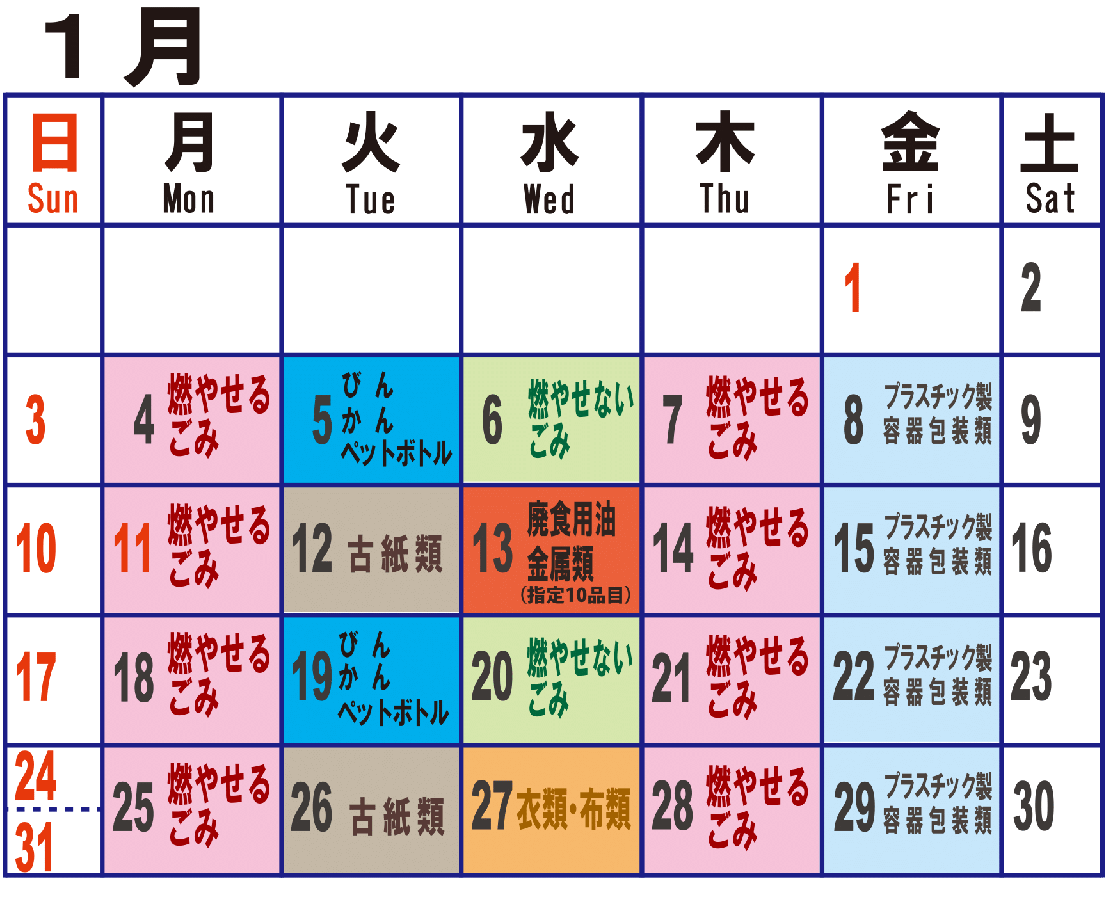 1月
日 月 火 水 木 金 土
Sun Mon Tue Wed Thu Fri Sat
1
2
3
4 燃やせる
ごみ
5 びん
かん
ペットボトル
6 燃やせない
ごみ
7 燃やせる
ごみ
8 プラスチック製
容器包装類
9
10
11 燃やせる
ごみ
12 古紙類
13 廃食用油
金属類
(指定10品目)
14 燃やせる
ごみ
15 プラスチック製
容器包装類
16
17
18 燃やせる
ごみ
19 びん
かん
ペットボトル
20 燃やせない
ごみ
21 燃やせる
ごみ
22 プラスチック製
容器包装類
23
24
31
25 燃やせる
ごみ
26 古紙類
27 衣類・布類
28 燃やせる
ごみ
29 プラスチック製
容器包装類
30